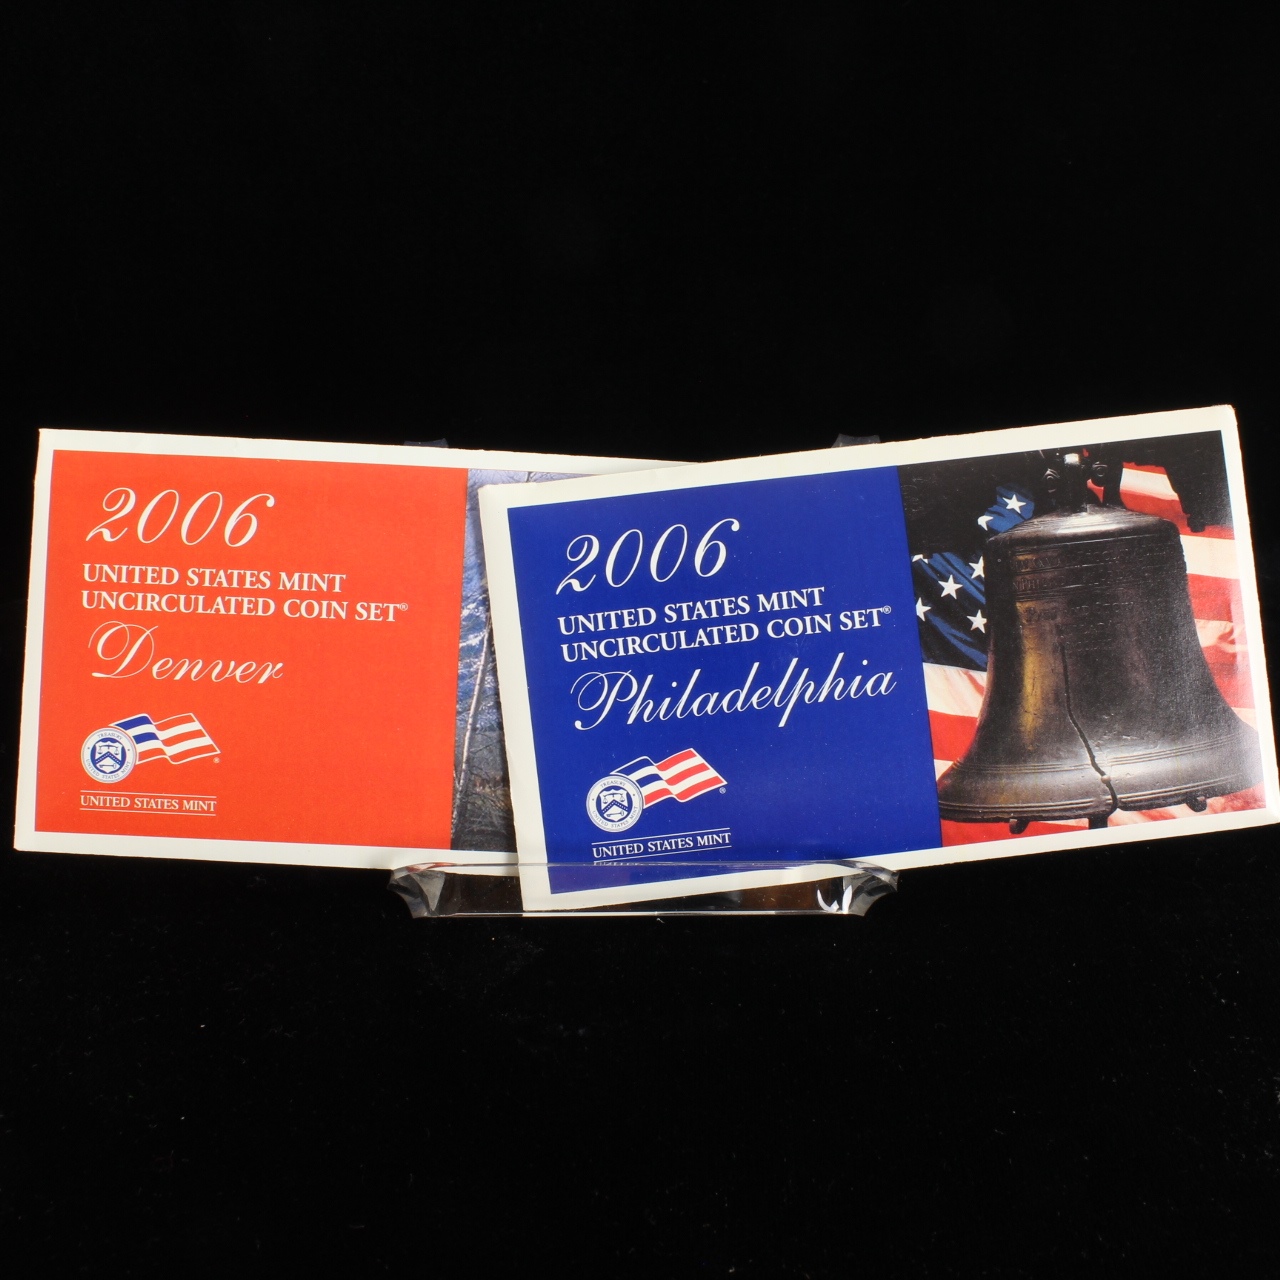 2006
UNITED STATES MINT
UNCIRCULATED COIN SET®
Denver
UNITED STATES MINT
2006
UNITED STATES MINT
UNCIRCULATED COIN SET®
Philadelphia
UNITED STATES MINT